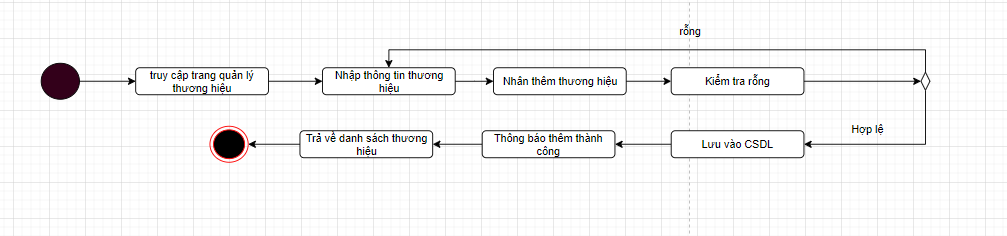 rỗng
truy cập trang quản lý
thương hiệu
Nhập thông tin thương
hiệu
Nhân thêm thương hiệu
Kiểm tra rỗng
Hợp lệ
Trả về danh sách thương
hiệu
Thông báo thêm thành
công
Lưu vào CSDL